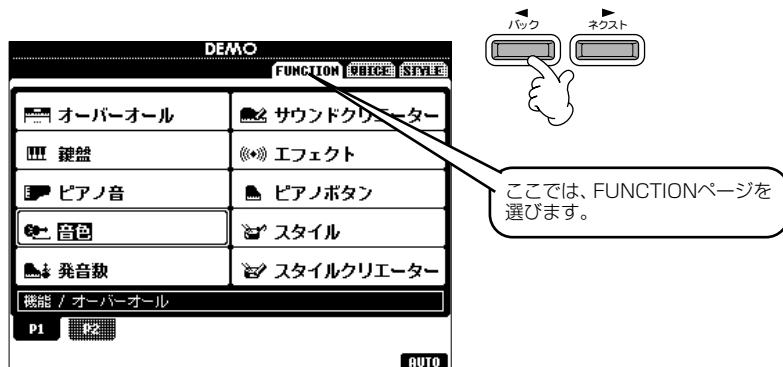 バック
ネクスト
DEMO
FUNCTION VOICE STYLE
オーバーオール
サウンドクリエーター
鍵盤
エフェクト
ピアノ音
ピアノボタン
音色
スタイル
発音数
スタイルクリエーター
機能 / オーバーオール
P1 P2
AUTO
ここでは、FUNCTIONページを
選びます。